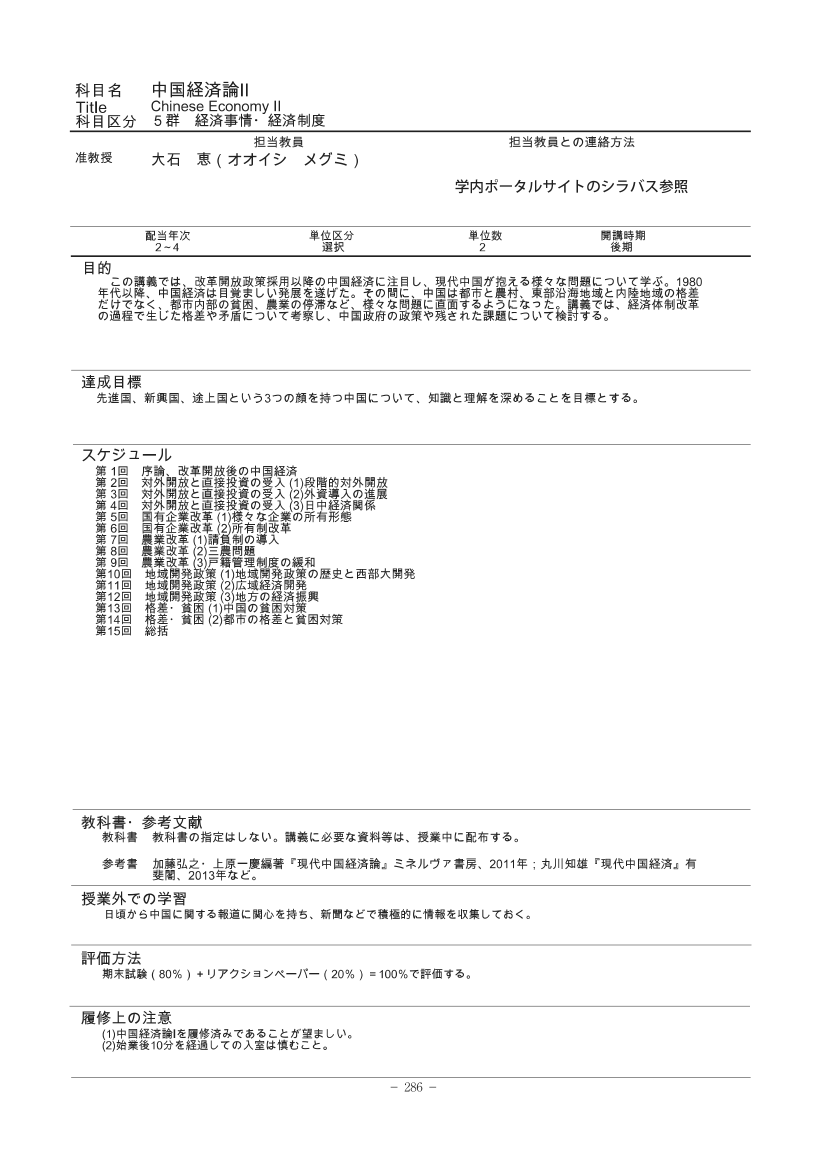 科目名　中国経済論II
Title　Chinese Economy II
科目区分　５群　経済事情・経済制度
担当教員　担当教員との連絡方法
准教授　大石　恵 ( オオイシ　メグミ )
学内ポータルサイトのシラバス参照
配当年次　単位区分　単位数　開講時期
２~４　選択　2　後期
目的
この講義では、改革開放政策採用以降の中国経済に注目し、現代中国が抱える様々な問題について学ぶ。1980
年代以降、中国経済は目覚ましい発展を遂げた。その間に、中国は都市と農村、東部沿海地域と内陸地域の格差
だけでなく、都市内部の貧困、農業の停滞など、様々な問題に直面するようになった。講義では、経済体制改革
の過程で生じた格差や矛盾について考察し、中国政府の政策や残された課題について検討する。
達成目標
先進国、新興国、途上国という3つの顔を持つ中国について、知識と理解を深めることを目標とする。
スケジュール
第 1回　序論、改革開放後の中国経済
第 2回　対外開放と直接投資の受入 (1)段階的対外開放
第 3回　対外開放と直接投資の受入 (2)外資導入の進展
第 4回　対外開放と直接投資の受入 (3)日中経済関係
第 5回　国有企業改革 (1)様々な企業の所有形態
第 6回　国有企業改革 (2)所有制改革
第 7回　農業改革 (1)請負制の導入
第 8回　農業改革 (2)三農問題
第 9回　農業改革 (3)戸籍管理制度の緩和
第10回　地域開発政策 (1)地域開発政策の歴史と西部大開発
第11回　地域開発政策 (2)広域経済開発
第12回　地域開発政策 (3)地方の経済振興
第13回　格差・貧困 (1)中国の貧困対策
第14回　格差・貧困 (2)都市の格差と貧困対策
第15回　総括
教科書・参考文献
教科書　教科書の指定はしない。講義に必要な資料等は、授業中に配布する。
参考書　加藤弘之・上原一慶編著『現代中国経済論』ミネルヴァ書房、2011年；丸川知雄『現代中国経済』有
斐閣、2013年など。
授業外での学習
日頃から中国に関する報道に関心を持ち、新聞などで積極的に情報を収集しておく。
評価方法
期末試験（80%）＋リアクションペーパー（20%）＝100%で評価する。
履修上の注意
(1)中国経済論Iを履修済みであることが望ましい。
(2)始業後10分を経過しての入室は慎むこと。
－ 286 －